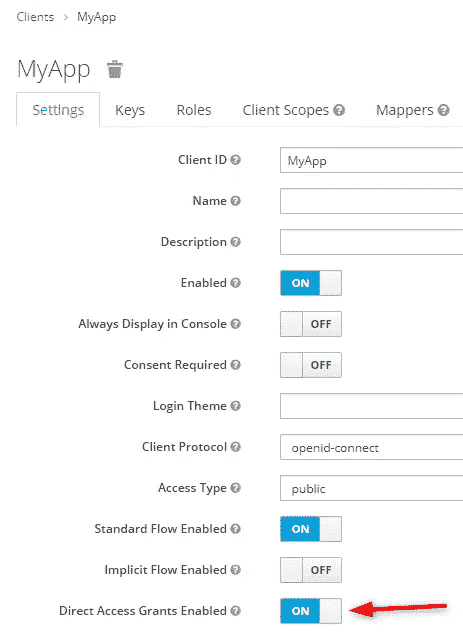 Clients > MyApp
MyApp
Settings Keys Roles Client Scopes Mappers
Client ID MyApp
Name
Description
Enabled ON
Always Display in Console OFF
Consent Required OFF
Login Theme
Client Protocol openid-connect
Access Type public
Standard Flow Enabled ON
Implicit Flow Enabled OFF
Direct Access Grants Enabled ON